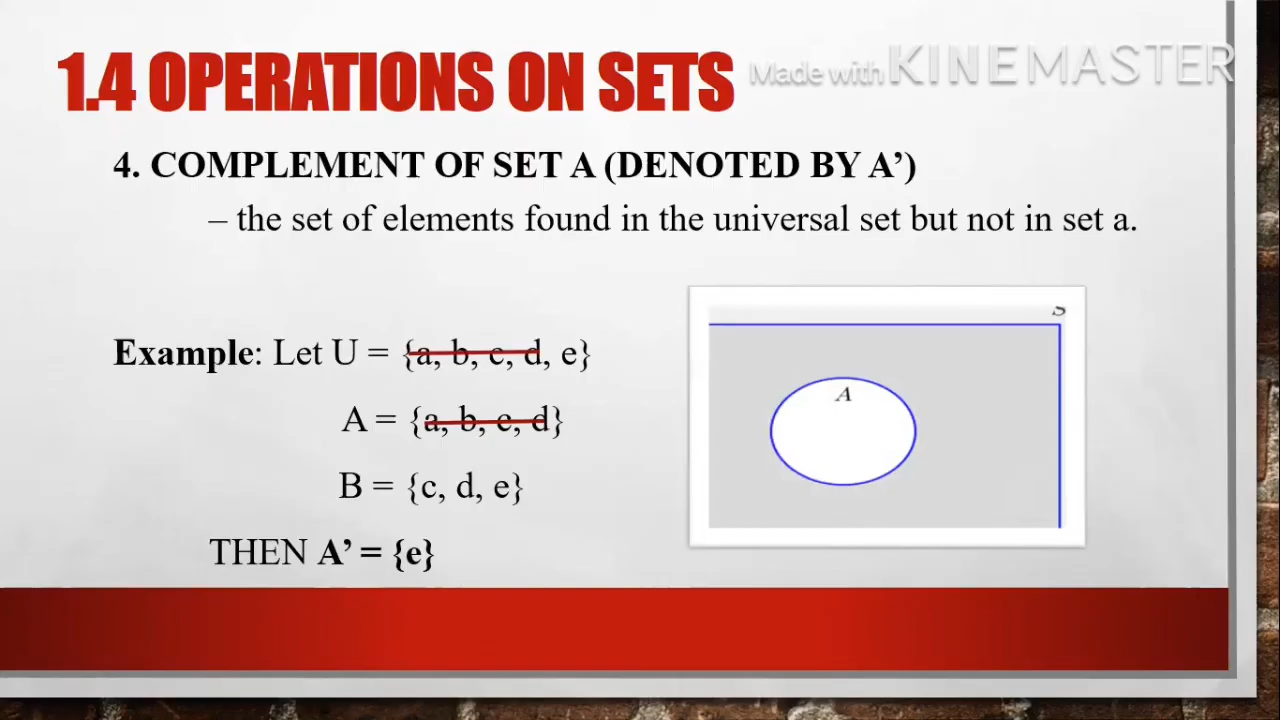 1.4 OPERATIONS ON SETS
Made with KINEMASTER
4. COMPLEMENT OF SET A (DENOTED BY A’)
– the set of elements found in the universal set but not in set a.
S
A
Example: Let U = {a, b, c, d, e}
A = {a, b, c, d}
B = {c, d, e}
THEN A’ = {e}